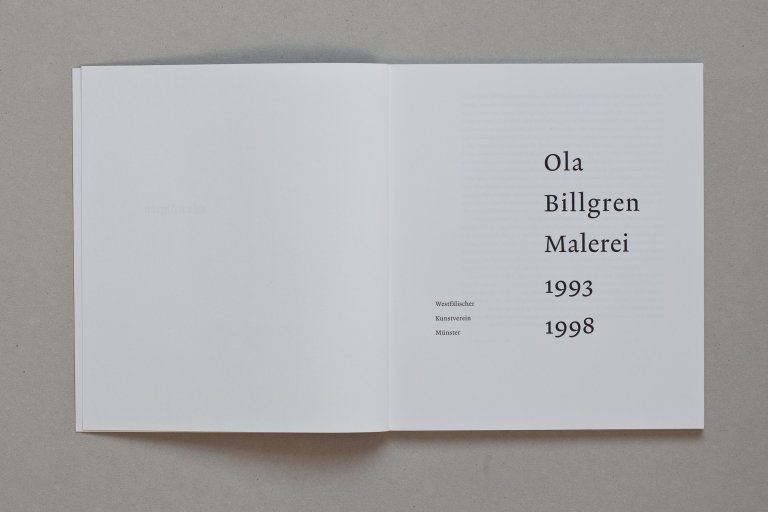 Ola
Billgren
Malerei
1993
1998
Westfälischer
Kunstverein
Münster